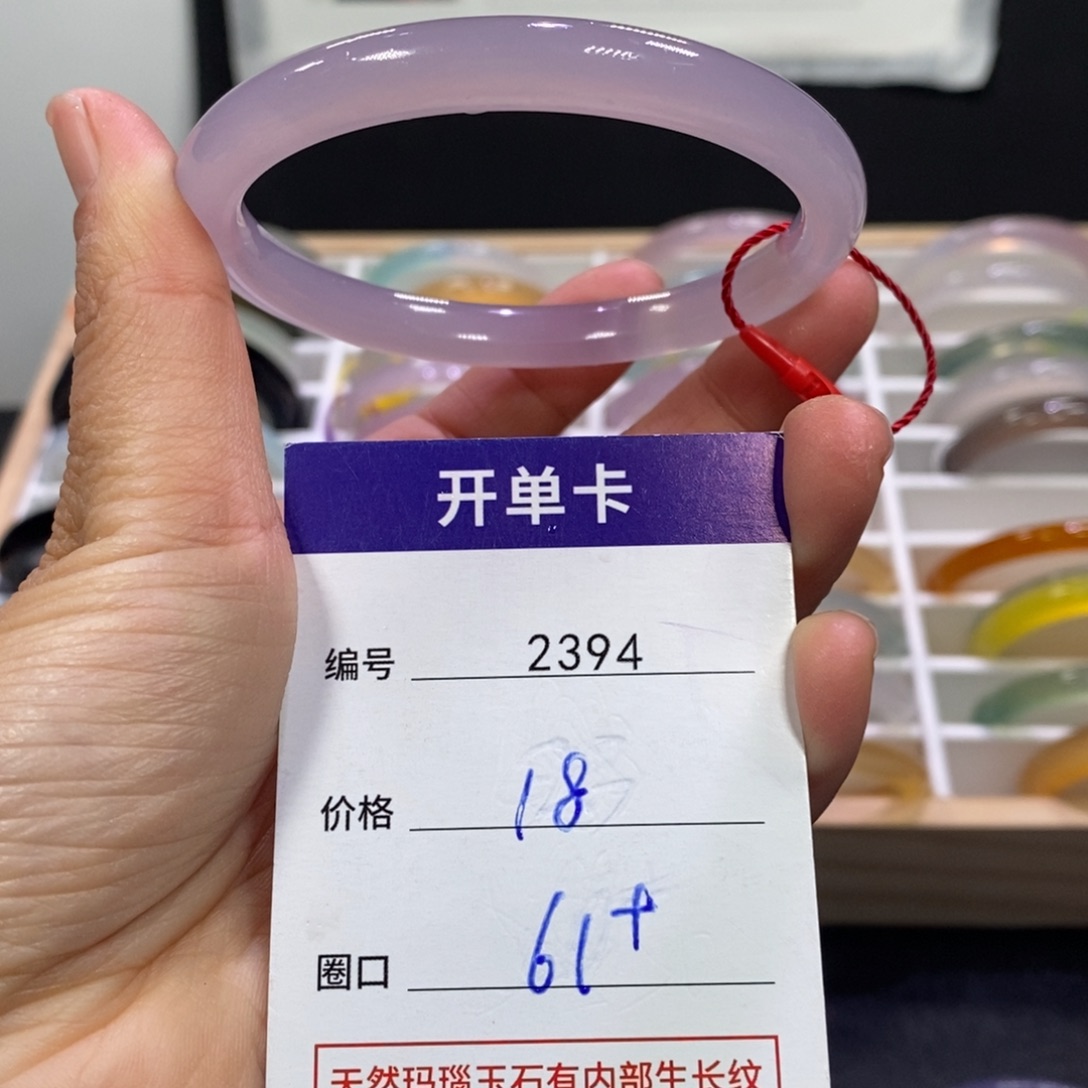 开单卡
编号 2394
价格 18
圈口 61+
天然玛瑙玉石有内部生长纹